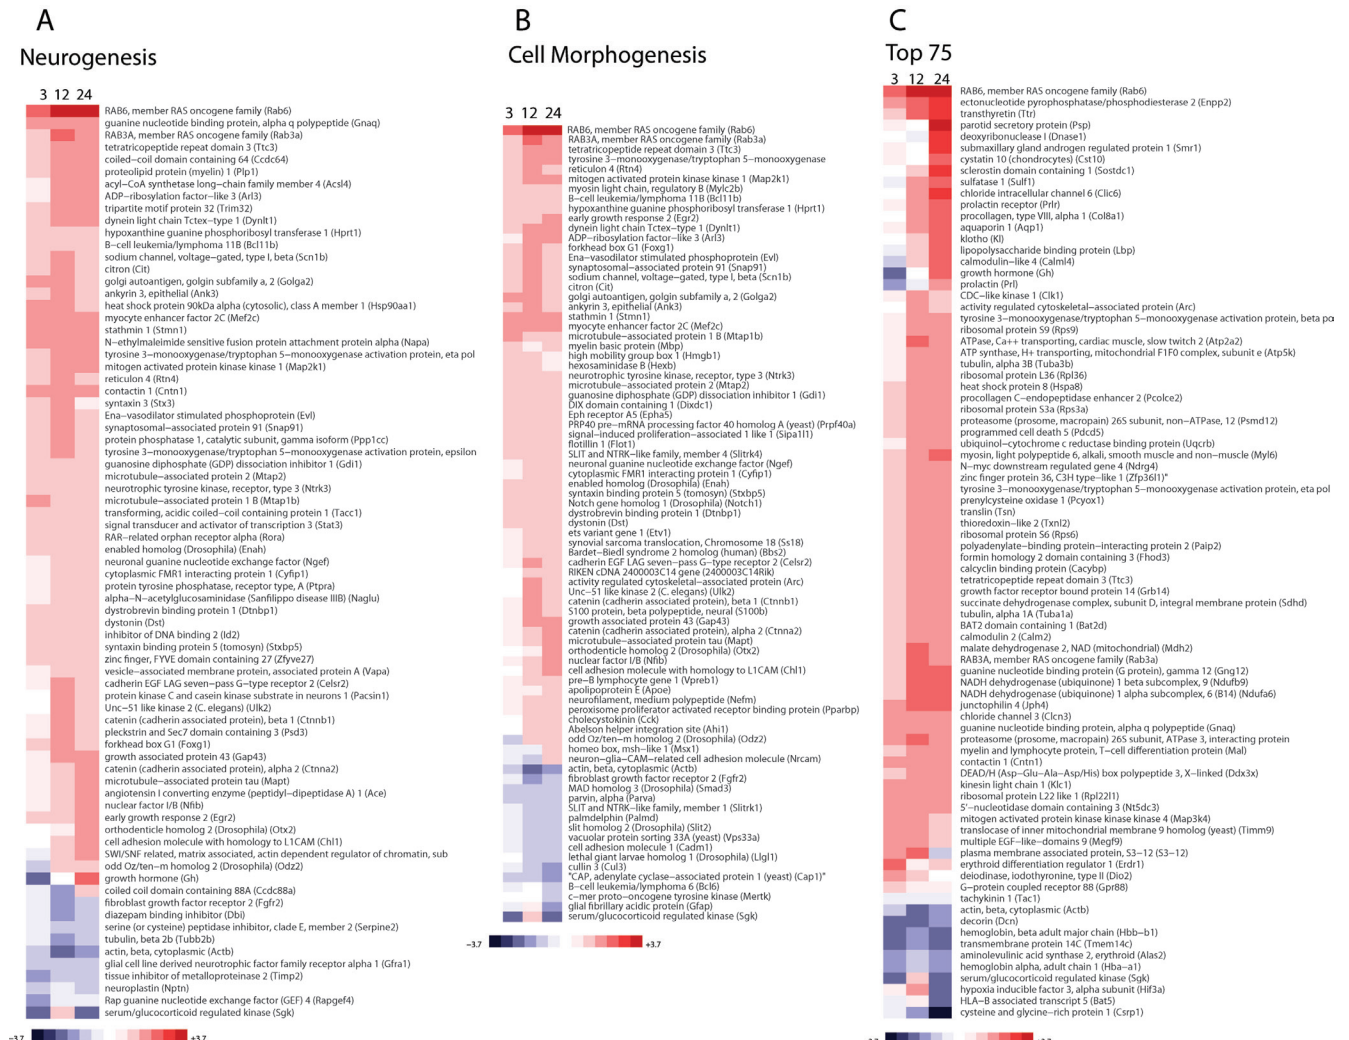 A
Neurogenesis
3 12 24
RAB6, member RAS oncogene family (Rab6)
guanine nucleotide binding protein, alpha q polypeptide (Gnaq)
RAB3A, member RAS oncogene family (Rab3a)
tetratricopeptide repeat domain 3 (Ttc3)
coiled−coil domain containing 64 (Ccdc64)
proteolipid protein (myelin) 1 (Plp1)
acyl−CoA synthetase long−chain family member 4 (Acsl4)
ADP−ribosylation factor−like 3 (Arl3)
tripartite motif protein 32 (Trim32)
dynein light chain Tctex−type 1 (Dynlt1)
hypoxanthine guanine phosphoribosyl transferase 1 (Hprt1)
B−cell leukemia/lymphoma 11B (Bcl11b)
sodium channel, voltage−gated, type I, beta (Scn1b)
citron (Cit)
golgi autoantigen, golgin subfamily a, 2 (Golga2)
ankyrin 3, epithelial (Ank3)
heat shock protein 90kDa alpha (cytosolic), class A member 1 (Hsp90aa1)
myocyte enhancer factor 2C (Mef2c)
stathmin 1 (Stmn1)
N−ethylmaleimide sensitive fusion protein attachment protein alpha (Napa)
tyrosine 3−monooxygenase/tryptophan 5−monooxygenase activation protein, eta pol
mitogen activated protein kinase kinase 1 (Map2k1)
reticulon 4 (Rtn4)
contactin 1 (Cntn1)
syntaxin 3 (Stx3)
Ena−vasodilator stimulated phosphoprotein (Evl)
synaptosomal−associated protein 91 (Snap91)
protein phosphatase 1, catalytic subunit, gamma isoform (Ppp1cc)
tyrosine 3−monooxygenase/tryptophan 5−monooxygenase activation protein, epsilon
guanosine diphosphate (GDP) dissociation inhibitor 1 (Gdi1)
microtubule−associated protein 2 (Mtap2)
neurotrophic tyrosine kinase, receptor, type 3 (Ntrk3)
microtubule−associated protein 1 B (Mtap1b)
transforming, acidic coiled−coil containing protein 1 (Tacc1)
signal transducer and activator of transcription 3 (Stat3)
RAR−related orphan receptor alpha (Rora)
enabled homolog (Drosophila) (Enah)
neuronal guanine nucleotide exchange factor (Ngef)
cytoplasmic FMR1 interacting protein 1 (Cyfip1)
protein tyrosine phosphatase, receptor type, A (Ptpra)
alpha−N−acetylglucosaminidase (Sanfilippo disease IIIB) (Naglu)
dystrobrevin binding protein 1 (Dtnbp1)
dystonin (Dst)
inhibitor of DNA binding 2 (Id2)
syntaxin binding protein 5 (tomosyn) (Stxbp5)
zinc finger, FYVE domain containing 27 (Zfyve27)
vesicle−associated membrane protein, associated protein A (Vapa)
cadherin EGF LAG seven−pass G−type receptor 2 (Celsr2)
protein kinase C and casein kinase substrate in neurons 1 (Pacsin1)
Unc−51 like kinase 2 (C. elegans) (Ulk2)
catenin (cadherin associated protein), beta 1 (Ctnnb1)
pleckstrin and Sec7 domain containing 3 (Psd3)
forkhead box G1 (Foxg1)
growth associated protein 43 (Gap43)
catenin (cadherin associated protein), alpha 2 (Ctnna2)
microtubule−associated protein tau (Mapt)
angiotensin I converting enzyme (peptidyl−dipeptidase A) 1 (Ace)
nuclear factor I/B (Nfib)
early growth response 2 (Egr2)
orthodenticle homolog 2 (Drosophila) (Otx2)
cell adhesion molecule with homology to L1CAM (Chl1)
SWI/SNF related, matrix associated, actin dependent regulator of chromatin, sub
odd Oz/ten−m homolog 2 (Drosophila) (Odz2)
growth hormone (Gh)
coiled coil domain containing 88A (Ccdc88a)
fibroblast growth factor receptor 2 (Fgfr2)
diazepam binding inhibitor (Dbi)
serine (or cysteine) peptidase inhibitor, clade E, member 2 (Serpine2)
tubulin, beta 2b (Tubb2b)
actin, beta, cytoplasmic (Actb)
glial cell line derived neurotrophic factor family receptor alpha 1 (Gfra1)
tissue inhibitor of metalloproteinase 2 (Timp2)
neuroplastin (Nptn)
Rap guanine nucleotide exchange factor (GEF) 4 (Rapgef4)
serum/glucocorticoid regulated kinase (Sgk)
−3.7 +3.7
B
Cell Morphogenesis
3 12 24
RAB6, member RAS oncogene family (Rab6)
RAB3A, member RAS oncogene family (Rab3a)
tetratricopeptide repeat domain 3 (Ttc3)
tyrosine 3−monooxygenase/tryptophan 5−monooxygenase
reticulon 4 (Rtn4)
mitogen activated protein kinase kinase 1 (Map2k1)
myosin light chain, regulatory B (Mylc2b)
B−cell leukemia/lymphoma 11B (Bcl11b)
hypoxanthine guanine phosphoribosyl transferase 1 (Hprt1)
early growth response 2 (Egr2)
dynein light chain Tctex−type 1 (Dynlt1)
ADP−ribosylation factor−like 3 (Arl3)
forkhead box G1 (Foxg1)
Ena−vasodilator stimulated phosphoprotein (Evl)
synaptosomal−associated protein 91 (Snap91)
sodium channel, voltage−gated, type I, beta (Scn1b)
citron (Cit)
golgi autoantigen, golgin subfamily a, 2 (Golga2)
ankyrin 3, epithelial (Ank3)
stathmin 1 (Stmn1)
myocyte enhancer factor 2C (Mef2c)
microtubule−associated protein 1 B (Mtap1b)
myelin basic protein (Mbp)
high mobility group box 1 (Hmgb1)
hexosaminidase B (Hexb)
neurotrophic tyrosine kinase, receptor, type 3 (Ntrk3)
microtubule−associated protein 2 (Mtap2)
guanosine diphosphate (GDP) dissociation inhibitor 1 (Gdi1)
DIX domain containing 1 (Dixdc1)
Eph receptor A5 (Epha5)
PRP40 pre−mRNA processing factor 40 homolog A (yeast) (Prpf40a)
signal−induced proliferation−associated 1 like 1 (Sipa1l1)
flotillin 1 (Flot1)
SLIT and NTRK−like family, member 4 (Slitrk4)
neuronal guanine nucleotide exchange factor (Ngef)
cytoplasmic FMR1 interacting protein 1 (Cyfip1)
enabled homolog (Drosophila) (Enah)
syntaxin binding protein 5 (tomosyn) (Stxbp5)
Notch gene homolog 1 (Drosophila) (Notch1)
dystrobrevin binding protein 1 (Dtnbp1)
dystonin (Dst)
ets variant gene 1 (Etv1)
synovial sarcoma translocation, Chromosome 18 (Ss18)
Bardet−Biedl syndrome 2 homolog (human) (Bbs2)
cadherin EGF LAG seven−pass G−type receptor 2 (Celsr2)
RIKEN cDNA 2400003C14 gene (2400003C14Rik)
activity regulated cytoskeletal−associated protein (Arc)
Unc−51 like kinase 2 (C. elegans) (Ulk2)
catenin (cadherin associated protein), beta 1 (Ctnnb1)
S100 protein, beta polypeptide, neural (S100b)
growth associated protein 43 (Gap43)
catenin (cadherin associated protein), alpha 2 (Ctnna2)
microtubule−associated protein tau (Mapt)
orthodenticle homolog 2 (Drosophila) (Otx2)
nuclear factor I/B (Nfib)
cell adhesion molecule with homology to L1CAM (Chl1)
pre−B lymphocyte gene 1 (Vpreb1)
apolipoprotein E (Apoe)
neurofilament, medium polypeptide (Nefm)
peroxisome proliferator activated receptor binding protein (Pparbp)
cholecystokinin (Cck)
Abelson helper integration site (Ahi1)
odd Oz/ten−m homolog 2 (Drosophila) (Odz2)
homeo box, msh−like 1 (Msx1)
neuron−glia−CAM−related cell adhesion molecule (Nrcam)
actin, beta, cytoplasmic (Actb)
fibroblast growth factor receptor 2 (Fgfr2)
MAD homolog 3 (Drosophila) (Smad3)
parvin, alpha (Parva)
SLIT and NTRK−like family, member 1 (Slitrk1)
palmdelphin (Palmd)
slit homolog 2 (Drosophila) (Slit2)
vacuolar protein sorting 33A (yeast) (Vps33a)
cell adhesion molecule 1 (Cadm1)
lethal giant larvae homolog 1 (Drosophila) (Llgl1)
cullin 3 (Cul3)
"CAP, adenylate cyclase−associated protein 1 (yeast) (Cap1)"
B−cell leukemia/lymphoma 6 (Bcl6)
c−mer proto−oncogene tyrosine kinase (Mertk)
glial fibrillary acidic protein (Gfap)
serum/glucocorticoid regulated kinase (Sgk)
−3.7 +3.7
C
Top 75
3 12 24
RAB6, member RAS oncogene family (Rab6)
ectonucleotide pyrophosphatase/phosphodiesterase 2 (Enpp2)
transthyretin (Ttr)
parotid secretory protein (Psp)
deoxyribonuclease I (Dnase1)
submaxillary gland androgen regulated protein 1 (Smr1)
cystatin 10 (chondrocytes) (Cst10)
sclerostin domain containing 1 (Sostdc1)
sulfatase 1 (Sulf1)
chloride intracellular channel 6 (Clic6)
prolactin receptor (Prlr)
procollagen, type VIII, alpha 1 (Col8a1)
aquaporin 1 (Aqp1)
klotho (Kl)
lipopolysaccharide binding protein (Lbp)
calmodulin−like 4 (Calml4)
growth hormone (Gh)
prolactin (Prl)
CDC−like kinase 1 (Clk1)
activity regulated cytoskeletal−associated protein (Arc)
tyrosine 3−monooxygenase/tryptophan 5−monooxygenase activation protein, beta po
ribosomal protein S9 (Rps9)
ATPase, Ca++ transporting, cardiac muscle, slow twitch 2 (Atp2a2)
ATP synthase, H+ transporting, mitochondrial F1F0 complex, subunit e (Atp5k)
tubulin, alpha 3B (Tuba3b)
ribosomal protein L36 (Rpl36)
heat shock protein 8 (Hspa8)
procollagen C−endopeptidase enhancer 2 (Pcolce2)
ribosomal protein S3a (Rps3a)
proteasome (prosome, macropain) 26S subunit, non−ATPase, 12 (Psmd12)
programmed cell death 5 (Pdcd5)
ubiquinol−cytochrome c reductase binding protein (Uqcrb)
myosin, light polypeptide 6, alkali, smooth muscle and non−muscle (Myl6)
N−myc downstream regulated gene 4 (Ndrg4)
zinc finger protein 36, C3H type−like 1 (Zfp36l1)"
tyrosine 3−monooxygenase/tryptophan 5−monooxygenase activation protein, eta pol
prenylcysteine oxidase 1 (Pcyox1)
translin (Tsn)
thioredoxin−like 2 (Txnl2)
ribosomal protein S6 (Rps6)
polyadenylate−binding protein−interacting protein 2 (Paip2)
formin homology 2 domain containing 3 (Fhod3)
calcyclin binding protein (Cacybp)
tetratricopeptide repeat domain 3 (Ttc3)
growth factor receptor bound protein 14 (Grb14)
succinate dehydrogenase complex, subunit D, integral membrane protein (Sdhd)
tubulin, alpha 1A (Tuba1a)
BAT2 domain containing 1 (Bat2d)
calmodulin 2 (Calm2)
malate dehydrogenase 2, NAD (mitochondrial) (Mdh2)
RAB3A, member RAS oncogene family (Rab3a)
guanine nucleotide binding protein (G protein), gamma 12 (Gng12)
NADH dehydrogenase (ubiquinone) 1 beta subcomplex, 9 (Ndufb9)
NADH dehydrogenase (ubiquinone) 1 alpha subcomplex, 6 (B14) (Ndufa6)
junctophilin 4 (Jph4)
chloride channel 3 (Clcn3)
guanine nucleotide binding protein, alpha q polypeptide (Gnaq)
proteasome (prosome, macropain) 26S subunit, ATPase 3, interacting protein
myelin and lymphocyte protein, T−cell differentiation protein (Mal)
contactin 1 (Cntn1)
DEAD/H (Asp−Glu−Ala−Asp/His) box polypeptide 3, X−linked (Ddx3x)
kinesin light chain 1 (Klc1)
ribosomal protein L22 like 1 (Rpl22l1)
5'−nucleotidase domain containing 3 (Nt5dc3)
mitogen activated protein kinase kinase kinase 4 (Map3k4)
translocase of inner mitochondrial membrane 9 homolog (yeast) (Timm9)
multiple EGF−like−domains 9 (Megf9)
plasma membrane associated protein, S3−12 (S3−12)
erythroid differentiation regulator 1 (Erdr1)
deiodinase, iodothyronine, type II (Dio2)
G−protein coupled receptor 88 (Gpr88)
tachykinin 1 (Tac1)
actin, beta, cytoplasmic (Actb)
decorin (Dcn)
hemoglobin, beta adult major chain (Hbb−b1)
transmembrane protein 14C (Tmem14c)
aminolevulinic acid synthase 2, erythroid (Alas2)
hemoglobin alpha, adult chain 1 (Hba−a1)
serum/glucocorticoid regulated kinase (Sgk)
hypoxia inducible factor 3, alpha subunit (Hif3a)
HLA−B associated transcript 5 (Bat5)
cysteine and glycine−rich protein 1 (Csrp1)